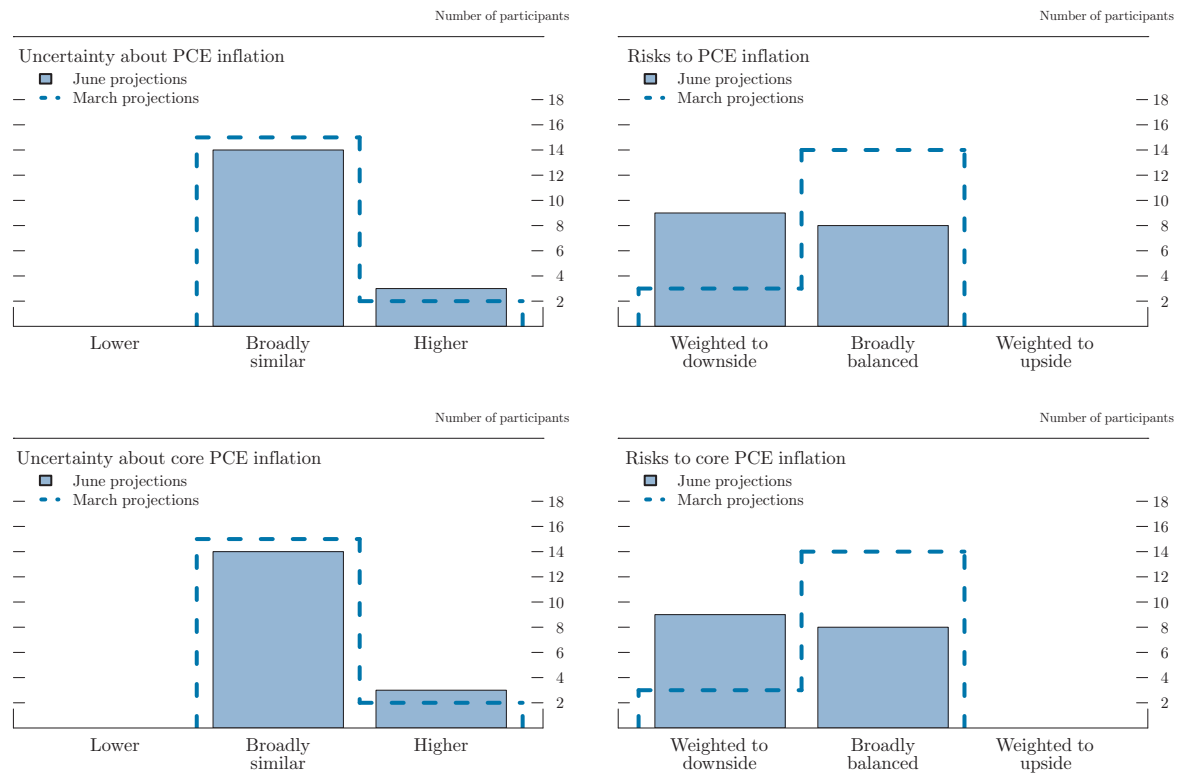 Number of participants
Uncertainty about PCE inflation
June projections
March projections
18
16
14
12
10
8
6
4
2
Lower
Broadly
similar
Higher
Number of participants
Risks to PCE inflation
June projections
March projections
18
16
14
12
10
8
6
4
2
Weighted to
downside
Broadly
balanced
Weighted to
upside
Number of participants
Uncertainty about core PCE inflation
June projections
March projections
18
16
14
12
10
8
6
4
2
Lower
Broadly
similar
Higher
Number of participants
Risks to core PCE inflation
June projections
March projections
18
16
14
12
10
8
6
4
2
Weighted to
downside
Broadly
balanced
Weighted to
upside